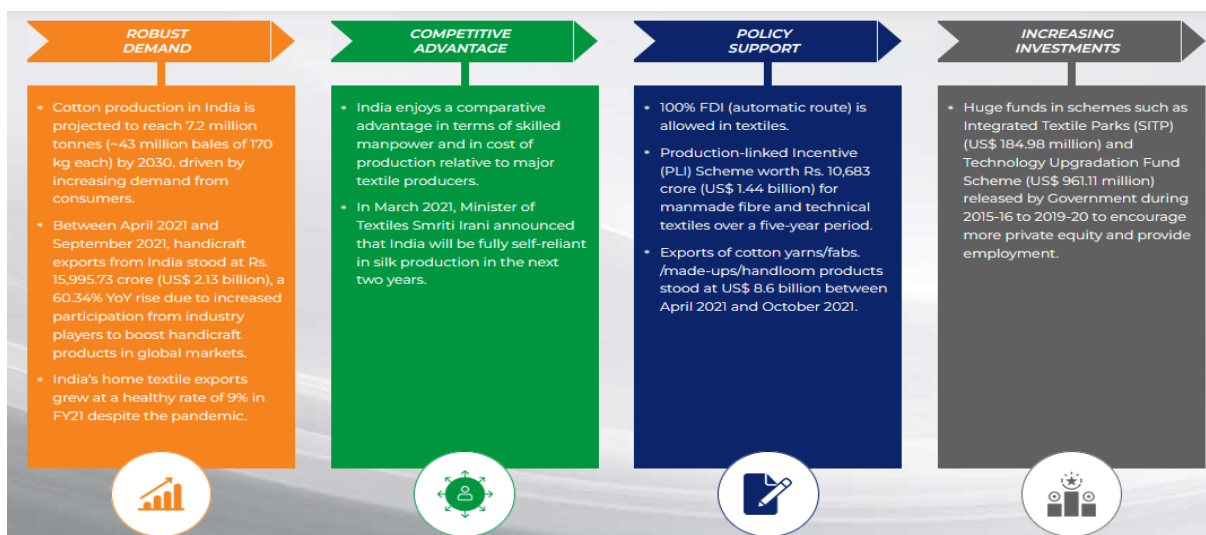 ROBUST
DEMAND
* Cotton production in India is
projected to reach 7.2 million
tonnes (~43 million bales of 170
kg each) by 2030, driven by
increasing demand from
consumers.
* Between April 2021 and
September 2021, handicraft
exports from India stood at Rs.
15,995.73 crore (US$ 2.13 billion), a
60.34% YoY rise due to increased
participation from industry
players to boost handicraft
products in global markets.
* India's home textile exports
grew at a healthy rate of 9% in
FY21 despite the pandemic.
COMPETITIVE
ADVANTAGE
* India enjoys a comparative
advantage in terms of skilled
manpower and in cost of
production relative to major
textile producers.
* In March 2021, Minister of
Textiles Smriti Irani announced
that India will be fully self-reliant
in silk production in the next
two years.
POLICY
SUPPORT
* 100% FDI (automatic route) is
allowed in textiles.
* Production-linked Incentive
(PLI) Scheme worth Rs. 10,683
crore (US$ 1.44 billion) for
manmade fibre and technical
textiles over a five-year period.
* Exports of cotton yarns/fabs.
/made-ups/handloom products
stood at US$ 8.6 billion between
April 2021 and October 2021.
INCREASING
INVESTMENTS
* Huge funds in schemes such as
Integrated Textile Parks (SITP)
(US$ 184.98 million) and
Technology Upgradation Fund
Scheme (US$ 961.11 million)
released by Government during
2015-16 to 2019-20 to encourage
more private equity and provide
employment.